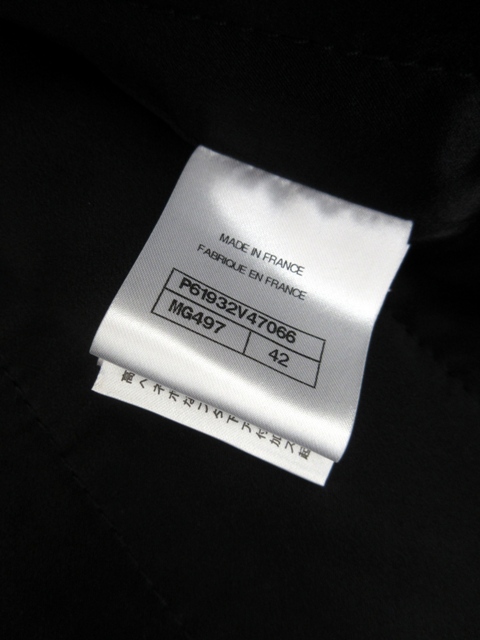 MADE IN FRANCE
FABRIQUE EN FRANCE
P61932V47066
MG497 42